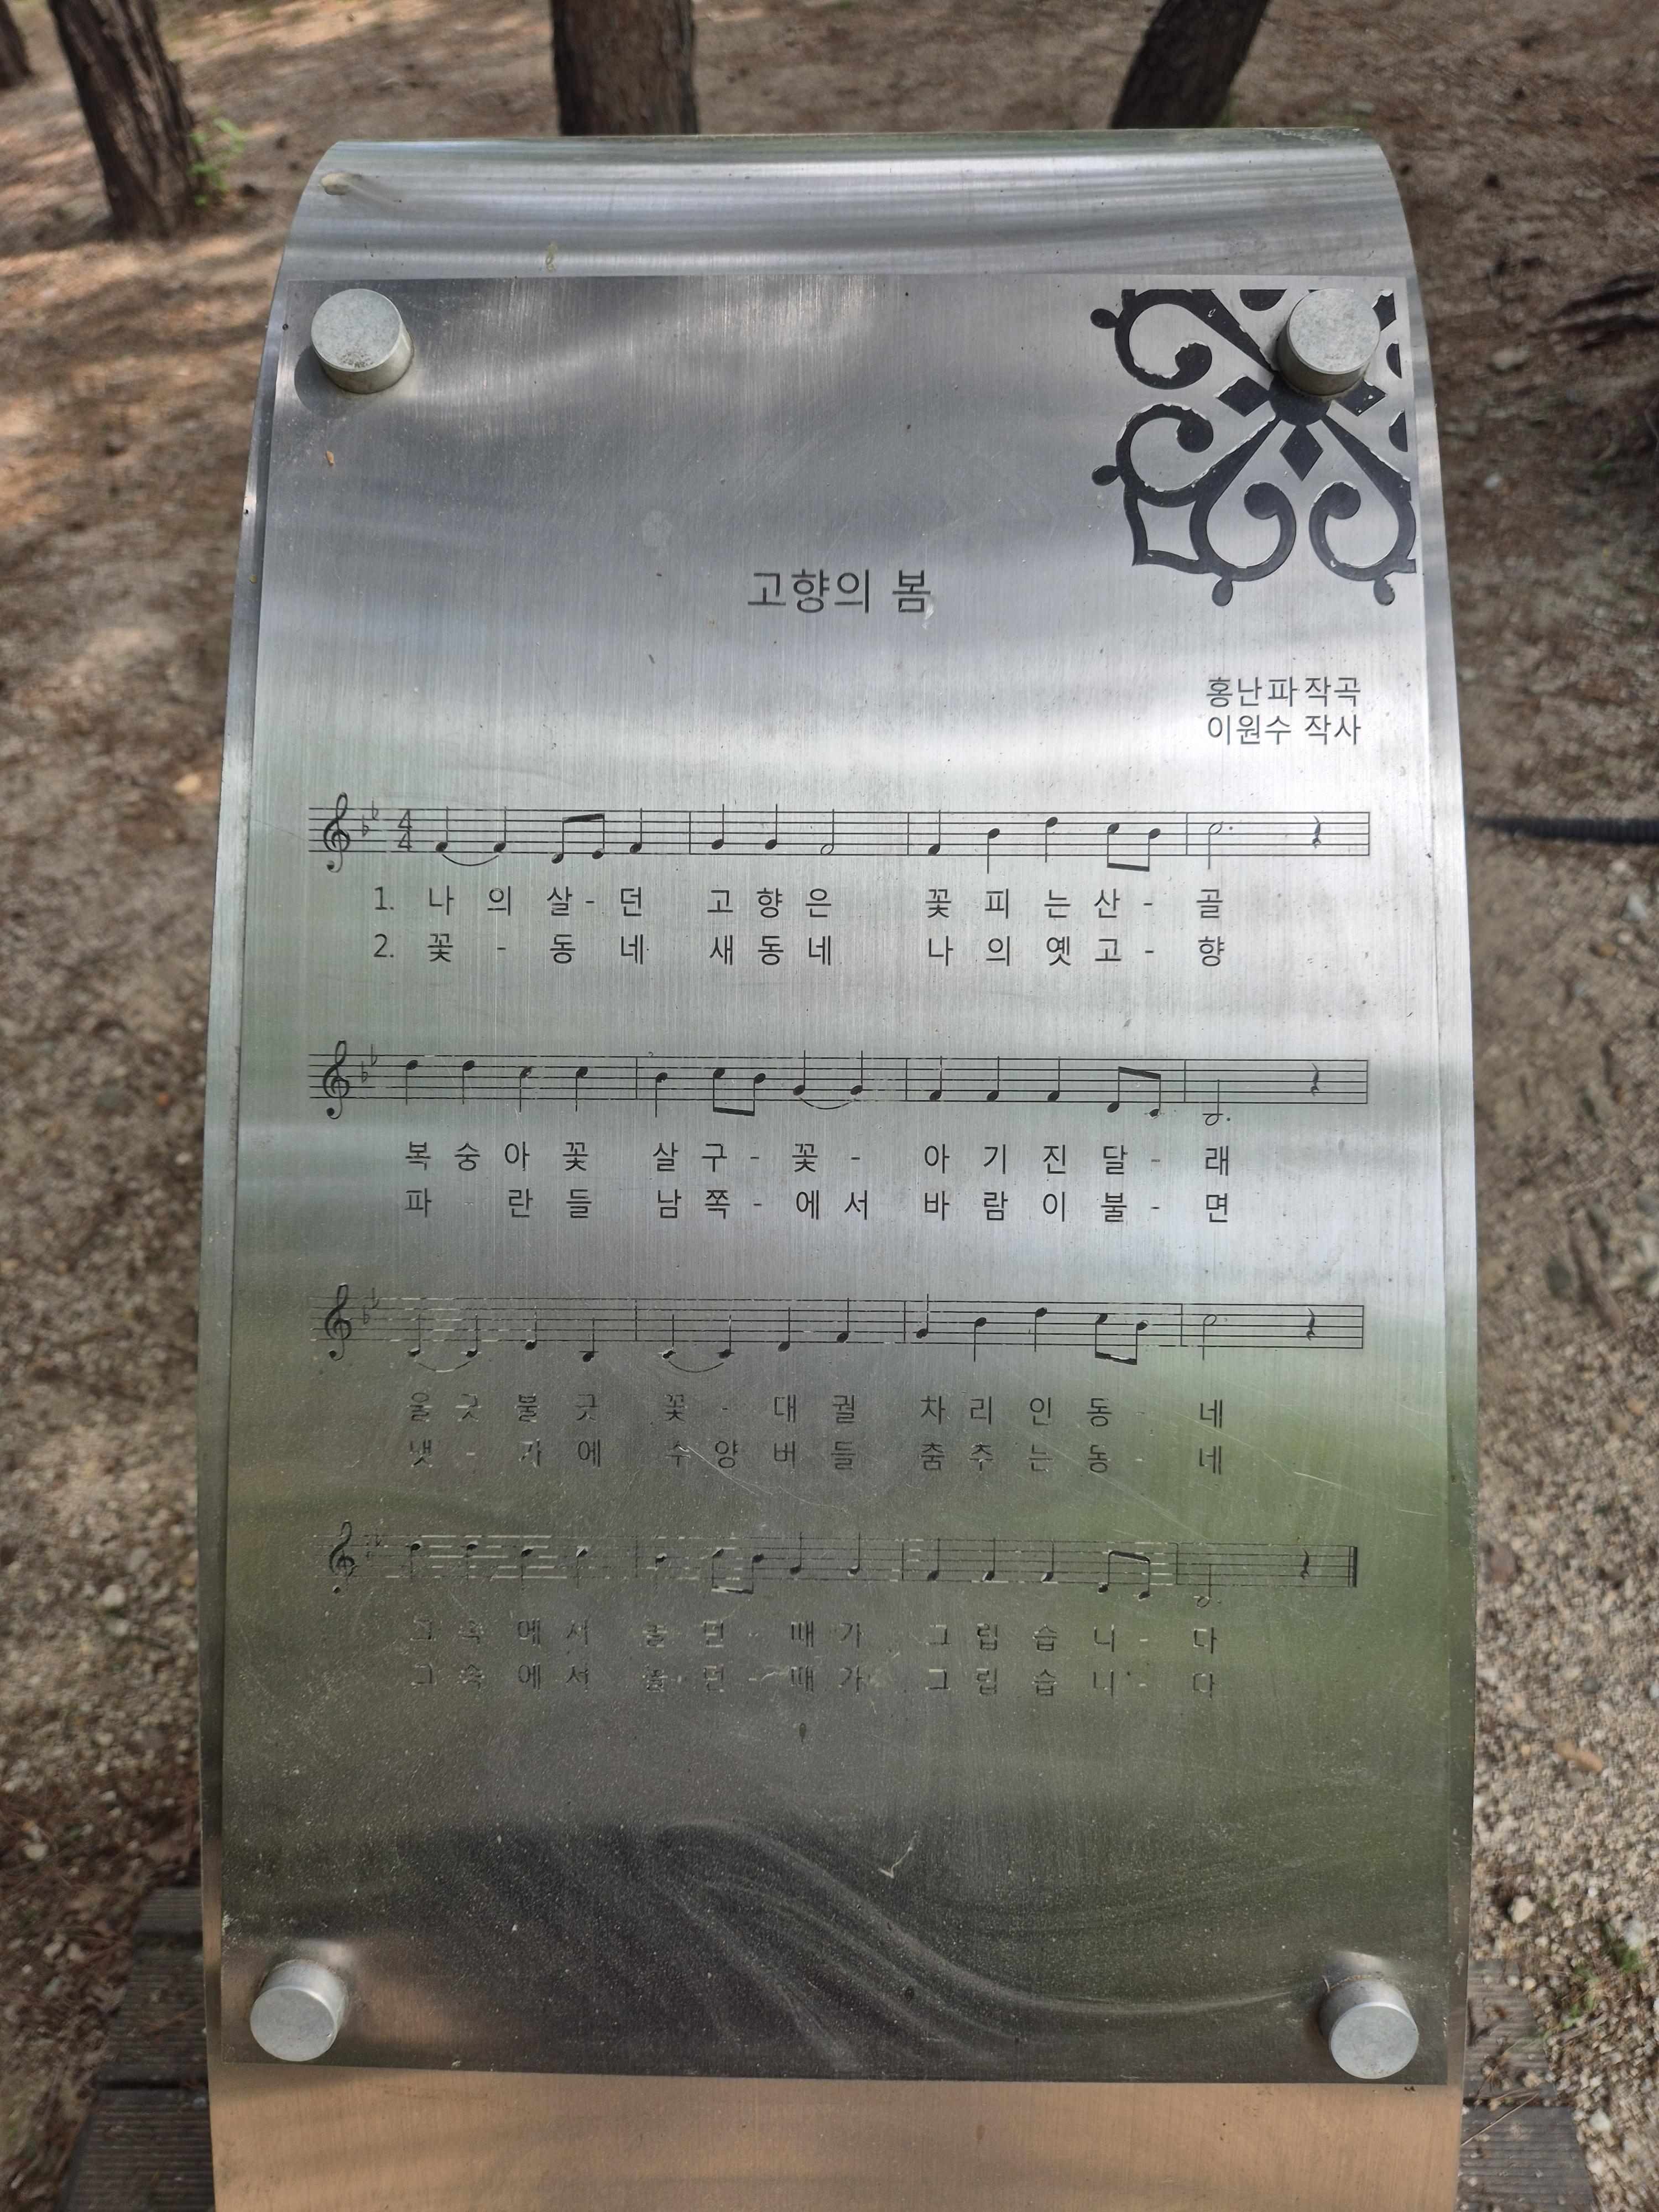 고향의 봄
홍난파 작곡
이원수 작사
1. 나 의 살 - 던 고 향 은 꽃 피 는 산 - 골
2. 꽃 - 동 네 새 동 네 나 의 옛 고 - 향
복 숭 아 꽃 살 구 - 꽃 - 아 기 진 달 - 래
파 란 들 남 쪽 - 에 서 바 람 이 불 - 면
울 긋 불 긋 꽃 - 대 궐 차 리 인 동 - 네
냇 - 가 에 수 양 버 들 춤 추 는 동 - 네
그 속 에 서 놀 던 - 때 가 그 립 습 니 - 다
그 속 에 서 놀 던 - 때 가 그 립 습 니 - 다